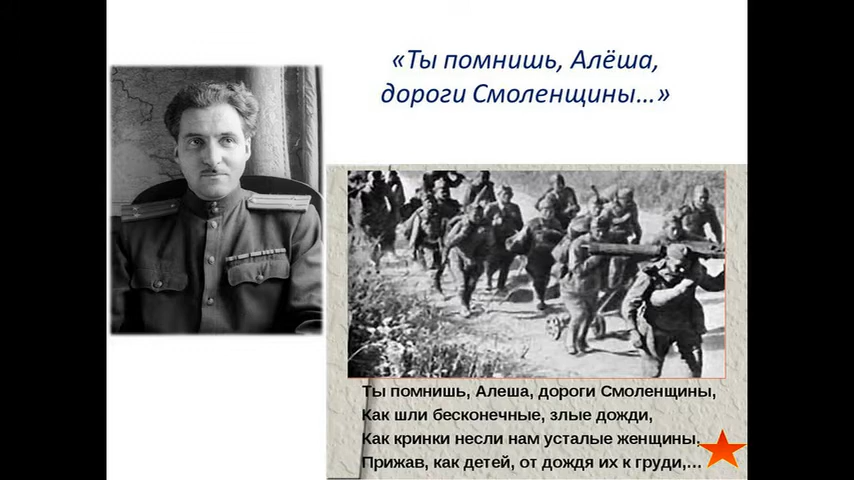 «Ты помнишь, Алёша,
дороги Смоленщины…»
Ты помнишь, Алеша, дороги Смоленщины,
Как шли бесконечные, злые дожди,
Как кринки несли нам усталые женщины,
Прижав, как детей, от дождя их к груди,…